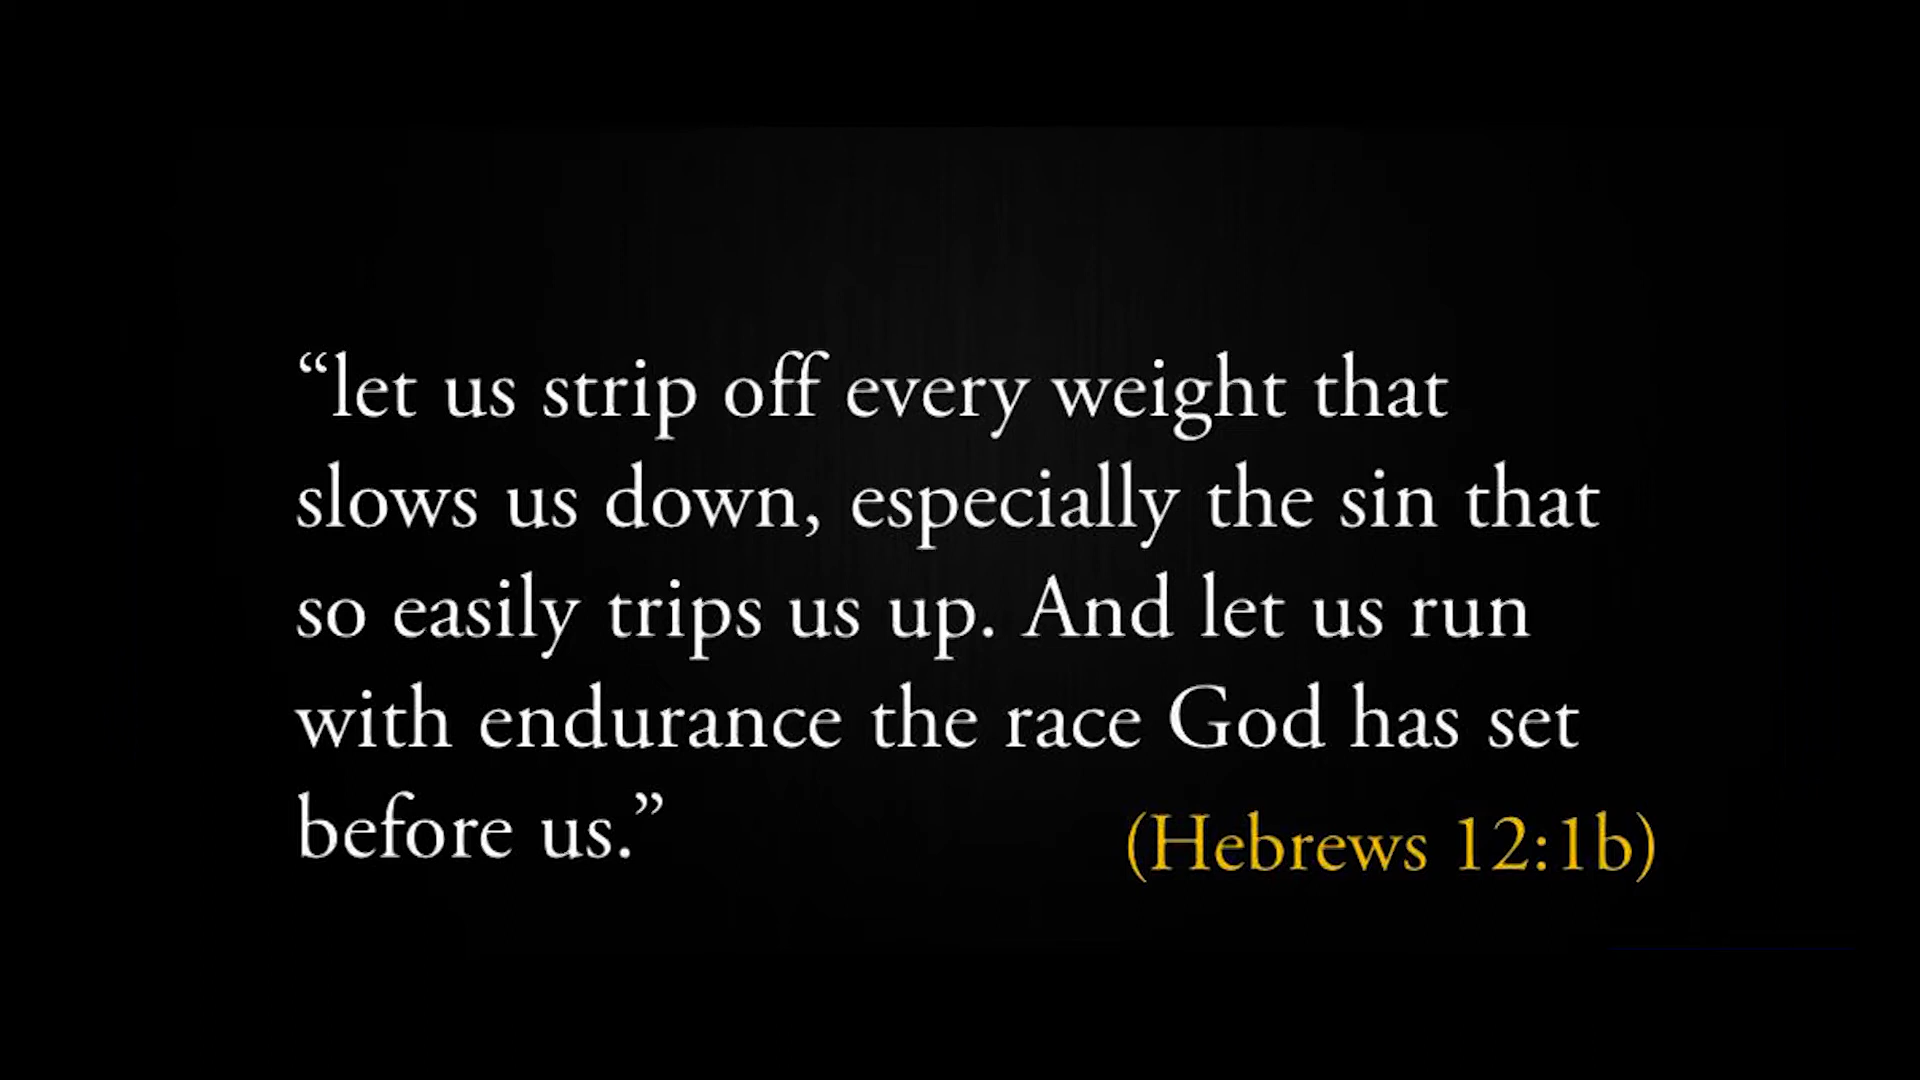 “let us strip off every weight that
slows us down, especially the sin that
so easily trips us up. And let us run
with endurance the race God has set
before us.”
(Hebrews 12:1b)